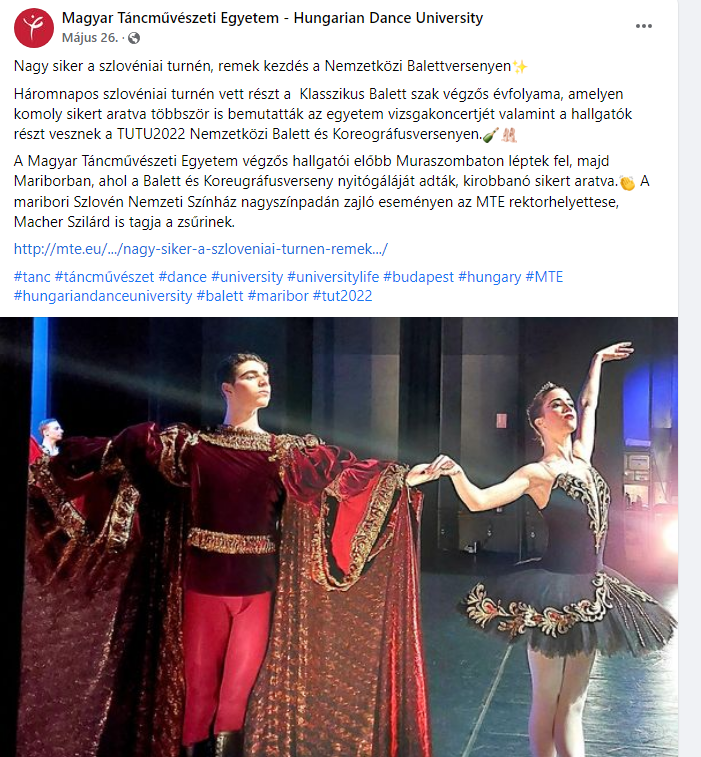 Magyar Táncművészeti Egyetem - Hungarian Dance University
Május 26. ·
Nagy siker a szlovéniai turnén, remek kezdés a Nemzetközi Balettversenyen✨
Háromnapos szlovéniai turnén vett részt a Klasszikus Balett szak végzős évfolyama, amelyen
komoly sikert aratva többször is bemutatták az egyetem vizsgakoncertjét valamint a hallgatók
részt vesznek a TUTU2022 Nemzetközi Balett és Koreográfusversenyen.🍾🩰
A Magyar Táncművészeti Egyetem végzős hallgatói előbb Muraszombaton léptek fel, majd
Mariborban, ahol a Balett és Koreugráfusverseny nyitógáláját adták, kirobbanó sikert aratva.👏 A
maribori Szlovén Nemzeti Színház nagyszínpadán zajló eseményen az MTE rektorhelyettese,
Macher Szilárd is tagja a zsűrinek.
http://mte.eu/.../nagy-siker-a-szloveniai-turnen-remek.../
#tanc #táncművészet #dance #university #universitylife #budapest #hungary #MTE
#hungariandanceuniversity #balett #maribor #tut2022